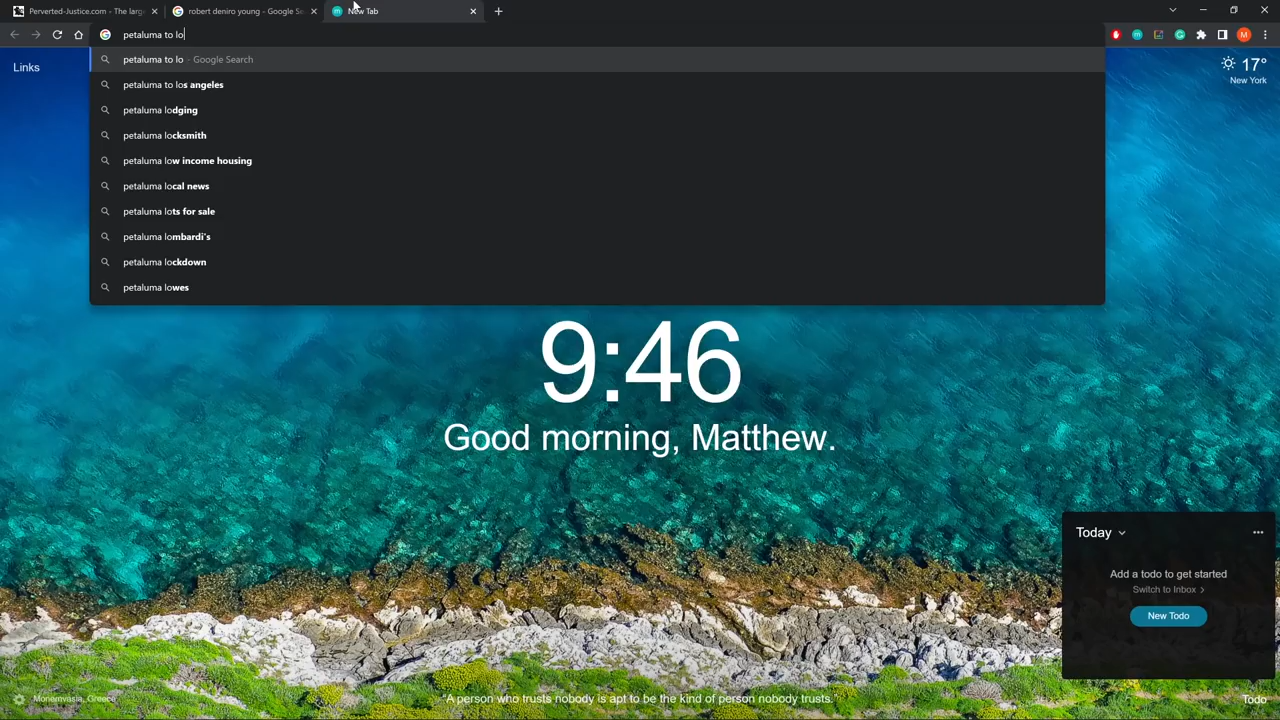 Perverted-Justice.com - The larg
robert deniro young - Google Se
New Tab
petaluma to lo
petaluma to lo - Google Search
petaluma to los angeles
petaluma lodging
petaluma locksmith
petaluma low income housing
petaluma local news
petaluma lots for sale
petaluma lombardi's
petaluma lockdown
petaluma lowes
Links
17°
New York
9:46
Good morning, Matthew.
Today
Add a todo to get started
Switch to Inbox
New Todo
Monemvasia, Greece
"A person who trusts nobody is apt to be the kind of person nobody trusts."
Todo
M